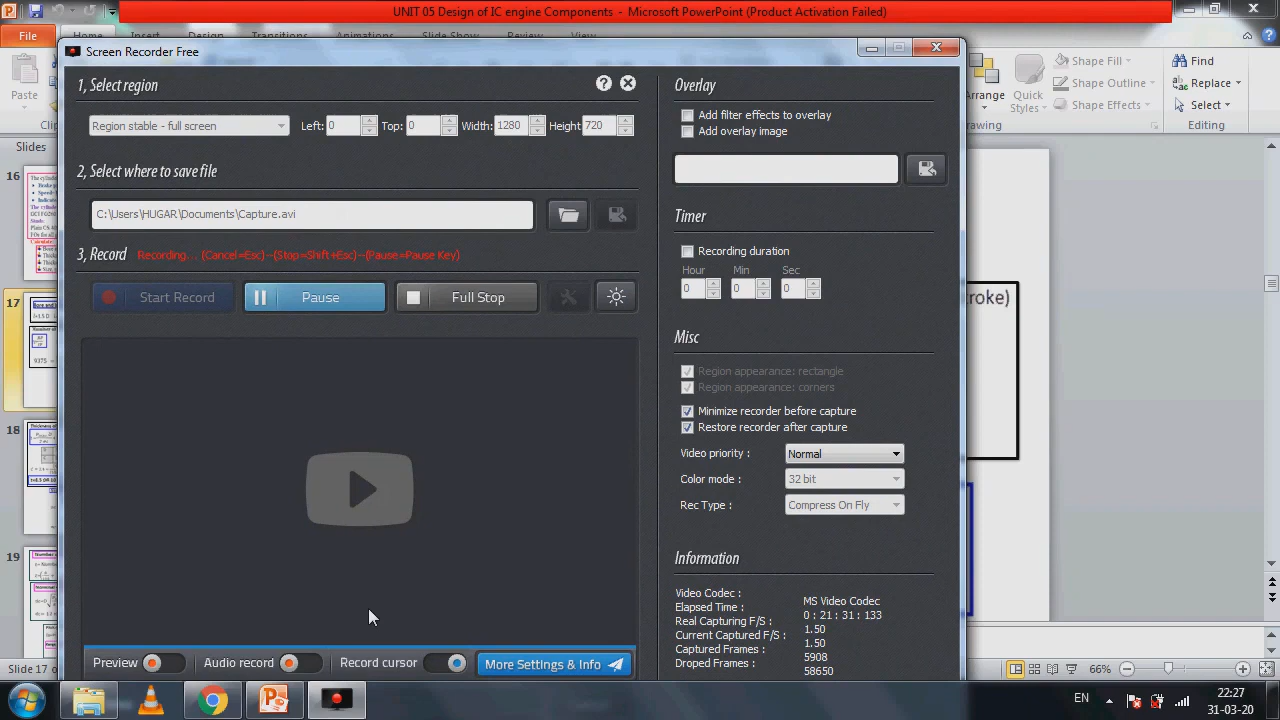 UNIT 05 Design of IC engine Components - Microsoft PowerPoint (Product Activation Failed)
File Home Insert Design Transitions Animations Slide Show Review View
Screen Recorder Free
Paste
Slides
16
17
18
19
1, Select region
Region stable - full screen
Left: 0 Top: 0 Width: 1280 Height 720
2, Select where to save file
C:\Users\HUGAR\Documents\Capture.avi
3, Record Recording... (Cancel=Esc)--(Stop=Shift+Esc)--(Pause=Pause Key)
Start Record Pause Full Stop
Preview Audio record Record cursor More Settings & Info
Overlay
Add filter effects to overlay
Add overlay image
Timer
Recording duration
Hour Min Sec
0 0 0
Misc
Region appearance: rectangle
Region appearance: corners
Minimize recorder before capture
Restore recorder after capture
Video priority : Normal
Color mode : 32 bit
Rec Type : Compress On Fly
Information
Video Codec : MS Video Codec
Elapsed Time : 0 : 21 : 31 : 133
Real Capturing F/S : 1.50
Current Captured F/S : 1.50
Captured Frames : 5908
Droped Frames : 58650
Arrange
Quick
Styles
Shape Fill
Shape Outline
Shape Effects
rawing
Find
Replace
Select
Editing
roke)
Slide 17 o
66%
EN
22:27
31-03-20